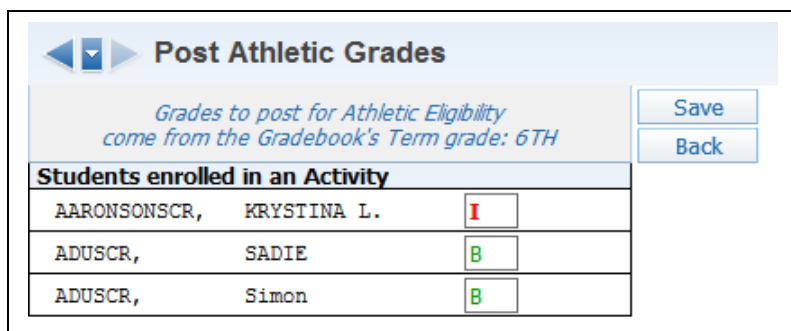 Post Athletic Grades
Grades to post for Athletic Eligibility
come from the Gradebook's Term grade: 6TH
Save
Back
Students enrolled in an Activity
AARONSONSCR, KRYSTINA L. I
ADUSCR, SADIE B
ADUSCR, Simon B